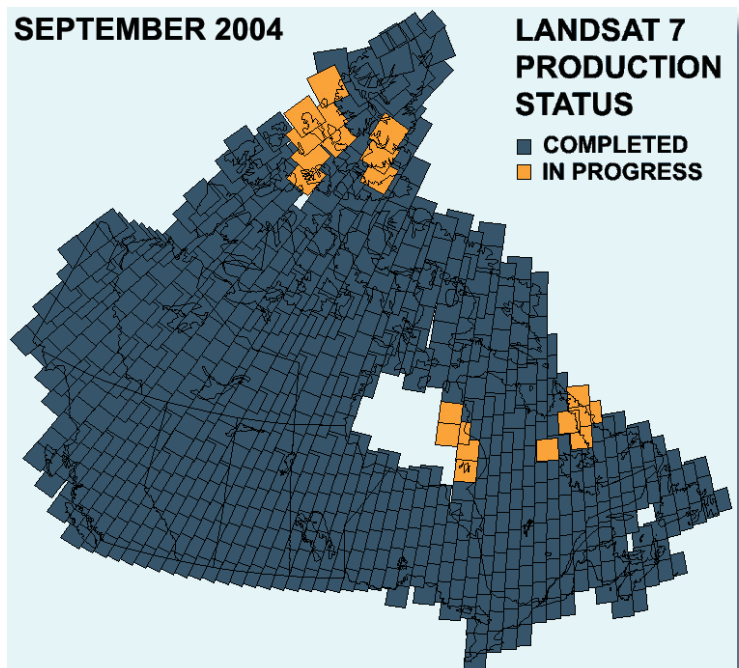 SEPTEMBER 2004
LANDSAT 7
PRODUCTION
STATUS
COMPLETED
IN PROGRESS